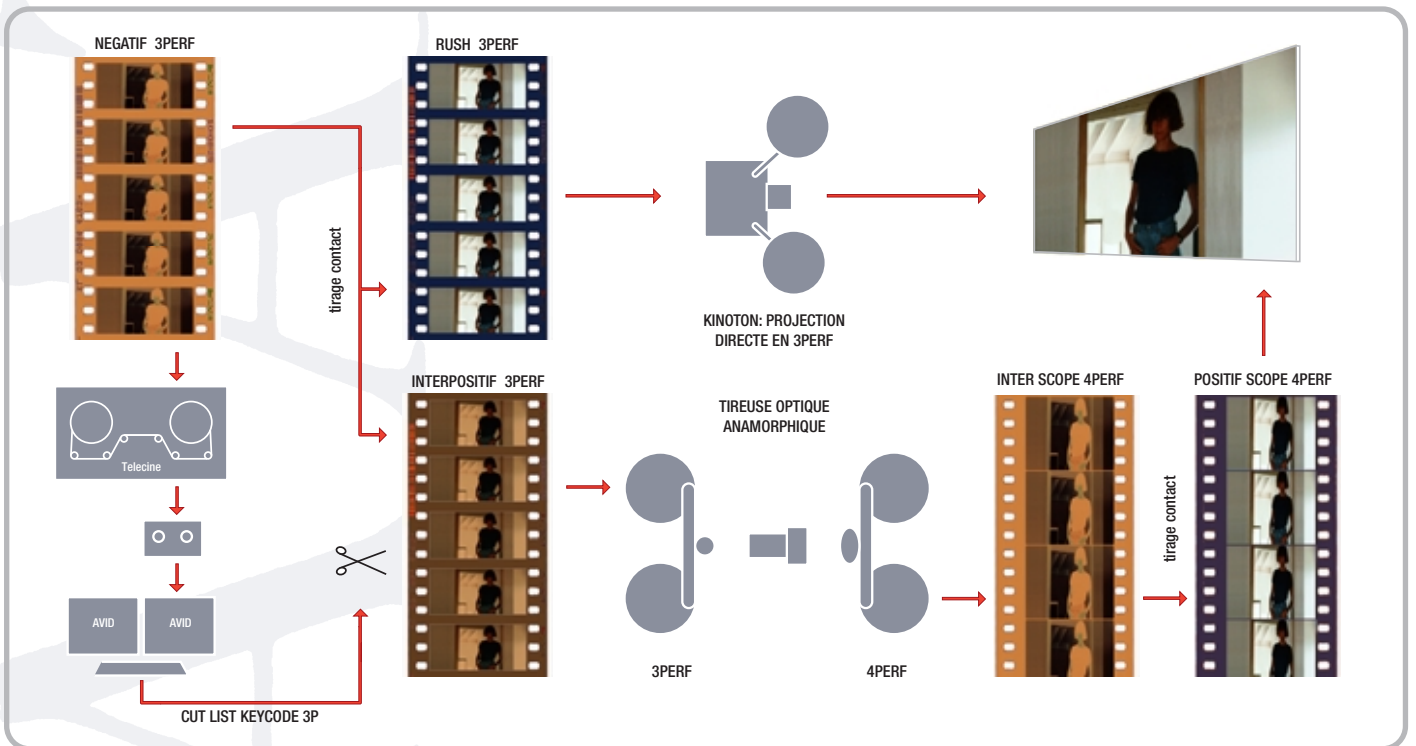 NEGATIF 3PERF
RUSH 3PERF
tirage contact
KINOTON: PROJECTION
DIRECTE EN 3PERF
INTERPOSITIF 3PERF
TIREUSE OPTIQUE
ANAMORPHIQUE
INTER SCOPE 4PERF
POSITIF SCOPE 4PERF
Telecine
tirage contact
AVID
AVID
3PERF
4PERF
CUT LIST KEYCODE 3P